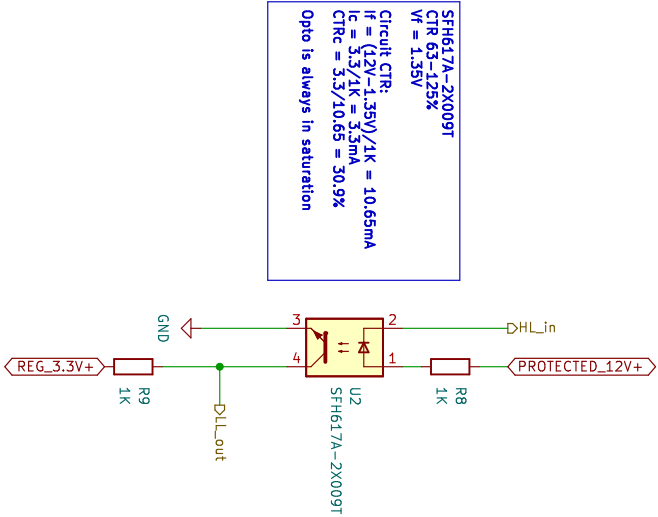 SFH617A-2X009T
CTR 63-125%
Vf = 1.35V
Circuit CTR:
If = (12V-1.35V)/1K = 10.65mA
Ic = 3.3/1K = 3.3mA
CTRc = 3.3/10.65 = 30.9%
Opto is always in saturation
GND
3
2
HL_in
REG_3.3V+
4
1
PROTECTED_12V+
R9
1K
U2
SFH617A-2X009T
R8
1K
LL_out